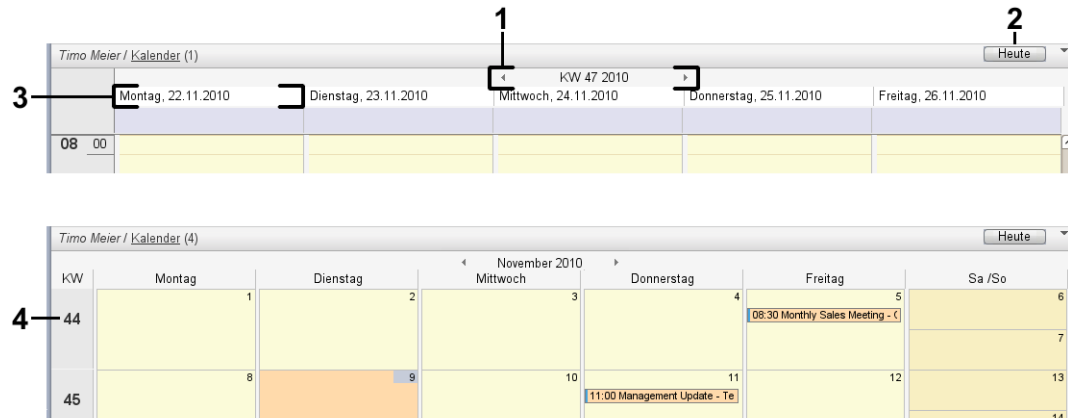 1
2
Timo Meier / Kalender (1)
Heute
KW 47 2010
3
Montag, 22.11.2010
Dienstag, 23.11.2010
Mittwoch, 24.11.2010
Donnerstag, 25.11.2010
Freitag, 26.11.2010
08 00
Timo Meier / Kalender (4)
Heute
November 2010
KW
Montag
Dienstag
Mittwoch
Donnerstag
Freitag
Sa /So
4
44
1
2
3
4
5
6
08:30 Monthly Sales Meeting - (
7
45
8
9
10
11
12
13
11:00 Management Update - Te
14